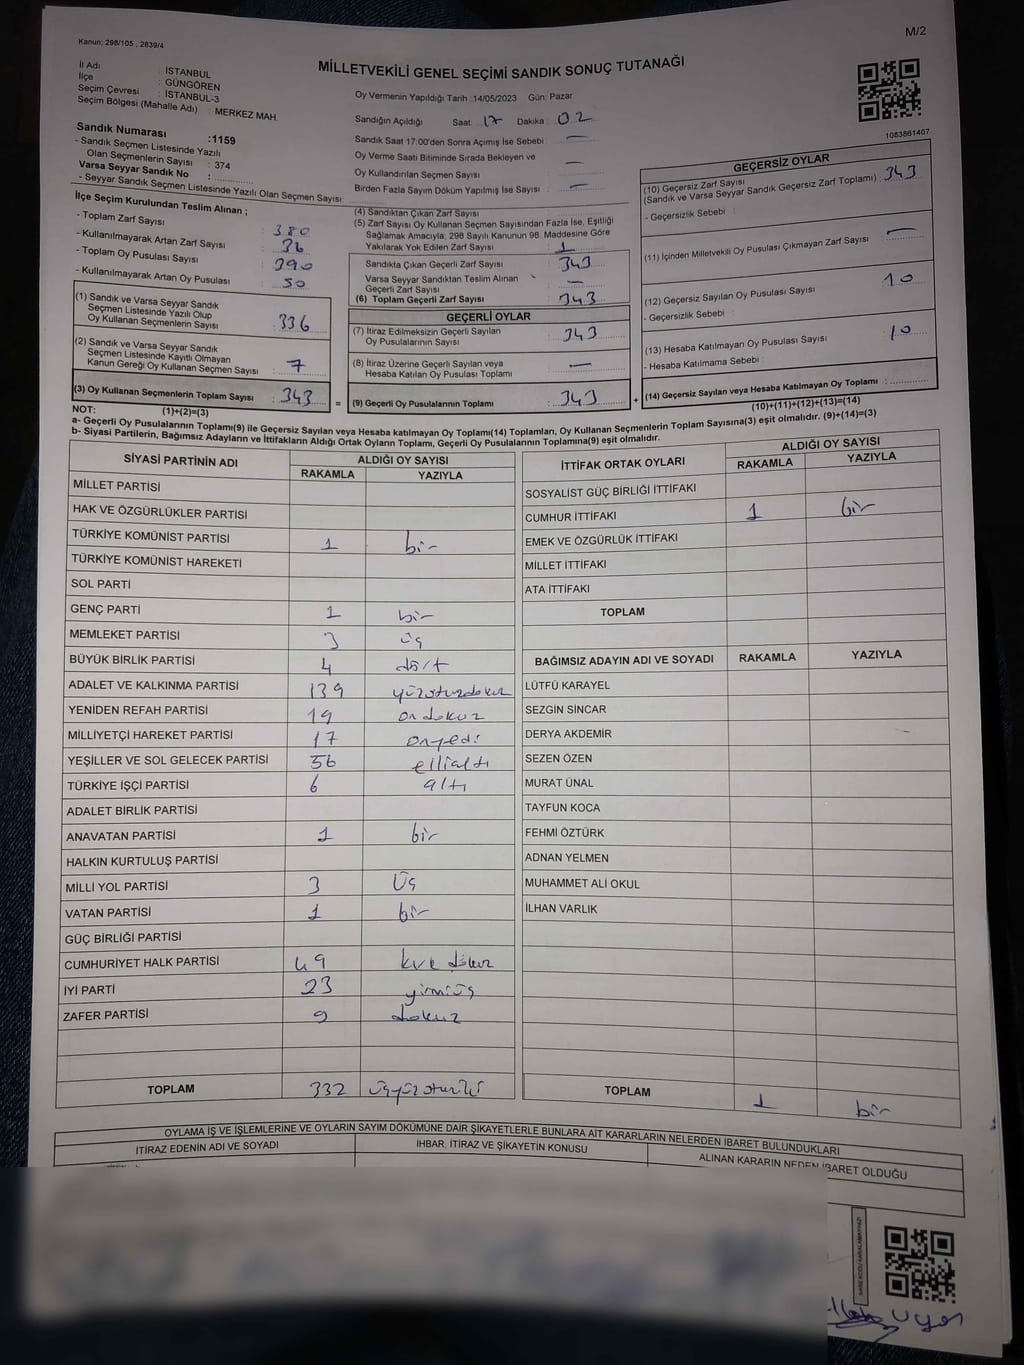 M/2
Kanun; 298/105 , 2839/4
MİLLETVEKİLİ GENEL SEÇİMİ SANDIK SONUÇ TUTANAĞI
İl Adı : İSTANBUL
İlçe : GÜNGÖREN
Seçim Çevresi : İSTANBUL-3
Seçim Bölgesi (Mahalle Adı) : MERKEZ MAH.
Sandık Numarası :1159
- Sandık Seçmen Listesinde Yazılı
Olan Seçmenlerin Sayısı : 374
Varsa Seyyar Sandık No :
- Seyyar Sandık Seçmen Listesinde Yazılı Olan Seçmen Sayısı:
İlçe Seçim Kurulundan Teslim Alınan ;
- Toplam Zarf Sayısı : 380
- Kullanılmayarak Artan Zarf Sayısı : 36
- Toplam Oy Pusulası Sayısı : 390
- Kullanılmayarak Artan Oy Pusulası : 50
(1) Sandık ve Varsa Seyyar Sandık
Seçmen Listesinde Yazılı Olup
Oy Kullanan Seçmenlerin Sayısı : 336
(2) Sandık ve Varsa Seyyar Sandık
Seçmen Listesinde Kayıtlı Olmayan
Kanun Gereği Oy Kullanan Seçmen Sayısı : 7
(3) Oy Kullanan Seçmenlerin Toplam Sayısı : 343
(1)+(2)=(3)
Oy Vermenin Yapıldığı Tarih :14/05/2023 Gün: Pazar
Sandığın Açıldığı Saat: 17 Dakika : 02
Sandık Saat 17:00'den Sonra Açımış İse Sebebi : —
Oy Verme Saati Bitiminde Sırada Bekleyen ve
Oy Kullandırılan Seçmen Sayısı : —
Birden Fazla Sayım Döküm Yapılmış İse Sayısı : —
(4) Sandıktan Çıkan Zarf Sayısı :
(5) Zarf Sayısı Oy Kullanan Seçmen Sayısından Fazla İse, Eşitliği
Sağlamak Amacıyla; 298 Sayılı Kanunun 98. Maddesine Göre
Yakılarak Yok Edilen Zarf Sayısı : 1
Sandıkta Çıkan Geçerli Zarf Sayısı : 343
Varsa Seyyar Sandıktan Teslim Alınan
Geçerli Zarf Sayısı : —
(6) Toplam Geçerli Zarf Sayısı : 343
GEÇERLİ OYLAR
(7) İtiraz Edilmeksizin Geçerli Sayılan
Oy Pusulalarının Sayısı : 343
(8) İtiraz Üzerine Geçerli Sayılan veya
Hesaba Katılan Oy Pusulası Toplamı : —
= (9) Geçerli Oy Pusulalarının Toplamı : 343 +
1083861407
GEÇERSİZ OYLAR
(10) Geçersiz Zarf Sayısı
(Sandık ve Varsa Seyyar Sandık Geçersiz Zarf Toplamı) : 343
- Geçersizlik Sebebi :
(11) İçinden Milletvekili Oy Pusulası Çıkmayan Zarf Sayısı : —
(12) Geçersiz Sayılan Oy Pusulası Sayısı : 10
- Geçersizlik Sebebi :
(13) Hesaba Katılmayan Oy Pusulası Sayısı : 10
- Hesaba Katılmama Sebebi :
(14) Geçersiz Sayılan veya Hesaba Katılmayan Oy Toplamı :
(10)+(11)+(12)+(13)=(14)
NOT:
a- Geçerli Oy Pusulalarının Toplamı(9) ile Geçersiz Sayılan veya Hesaba katılmayan Oy Toplam(14) Toplamları, Oy Kullanan Seçmenlerin Toplam Sayısına(3) eşit olmalıdır. (9)+(14)=(3)
b- Siyasi Partilerin, Bağımsız Adayların ve İttifakların Aldığı Ortak Oyların Toplamı, Geçerli Oy Pusulalarının Toplamına(9) eşit olmalıdır.
SİYASİ PARTİNİN ADI ALDIĞI OY SAYISI
RAKAMLA YAZIYLA
MİLLET PARTİSİ
HAK VE ÖZGÜRLÜKLER PARTİSİ
TÜRKİYE KOMÜNİST PARTİSİ 1 bir
TÜRKİYE KOMÜNİST HAREKETİ
SOL PARTİ
GENÇ PARTİ 1 bir
MEMLEKET PARTİSİ 3 üç
BÜYÜK BİRLİK PARTİSİ 4 dört
ADALET VE KALKINMA PARTİSİ 139 yüzotuzdokuz
YENİDEN REFAH PARTİSİ 19 ondokuz
MİLLİYETÇİ HAREKET PARTİSİ 17 onyedi
YEŞİLLER VE SOL GELECEK PARTİSİ 56 ellialtı
TÜRKİYE İŞÇİ PARTİSİ 6 altı
ADALET BİRLİK PARTİSİ
ANAVATAN PARTİSİ 1 bir
HALKIN KURTULUŞ PARTİSİ
MİLLİ YOL PARTİSİ 3 üç
VATAN PARTİSİ 1 bir
GÜÇ BİRLİĞİ PARTİSİ
CUMHURİYET HALK PARTİSİ 49 kırk dokuz
İYİ PARTİ 23 yirmiüç
ZAFER PARTİSİ 9 dokuz
TOPLAM 332 üçyüzotuziki
İTTİFAK ORTAK OYLARI ALDIĞI OY SAYISI
RAKAMLA YAZIYLA
SOSYALİST GÜÇ BİRLİĞİ İTTİFAKI
CUMHUR İTTİFAKI 1 bir
EMEK VE ÖZGÜRLÜK İTTİFAKI
MİLLET İTTİFAKI
ATA İTTİFAKI
TOPLAM
BAĞIMSIZ ADAYIN ADI VE SOYADI RAKAMLA YAZIYLA
LÜTFÜ KARAYEL
SEZGİN SİNCAR
DERYA AKDEMİR
SEZEN ÖZEN
MURAT ÜNAL
TAYFUN KOCA
FEHMİ ÖZTÜRK
ADNAN YELMEN
MUHAMMET ALİ OKUL
İLHAN VARLIK
TOPLAM 1 bir
OYLAMA İŞ VE İŞLEMLERİNE VE OYLARIN SAYIM DÖKÜMÜNE DAİR ŞİKAYETLERLE BUNLARA AİT KARARLARIN NELERDEN İBARET BULUNDUKLARI
İTİRAZ EDENİN ADI VE SOYADI İHBAR, İTİRAZ VE ŞİKAYETİN KONUSU ALINAN KARARIN NEDEN İBARET OLDUĞU